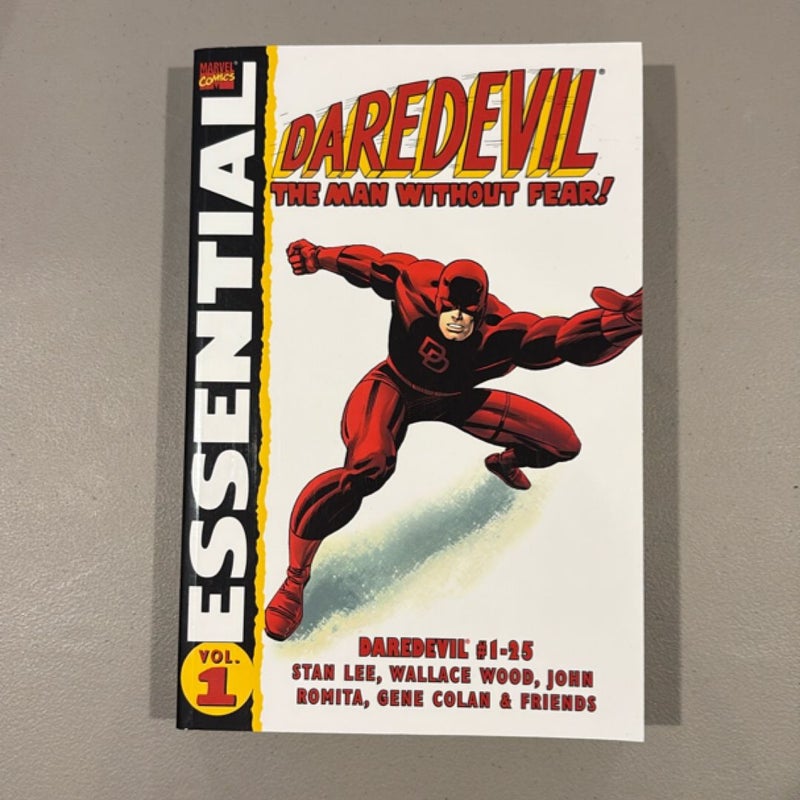 MARVEL
COMICS
ESSENTIAL
VOL.
1
DAREDEVIL®
THE MAN WITHOUT FEAR!
DD
DAREDEVIL® #1-25
STAN LEE, WALLACE WOOD, JOHN
ROMITA, GENE COLAN & FRIENDS